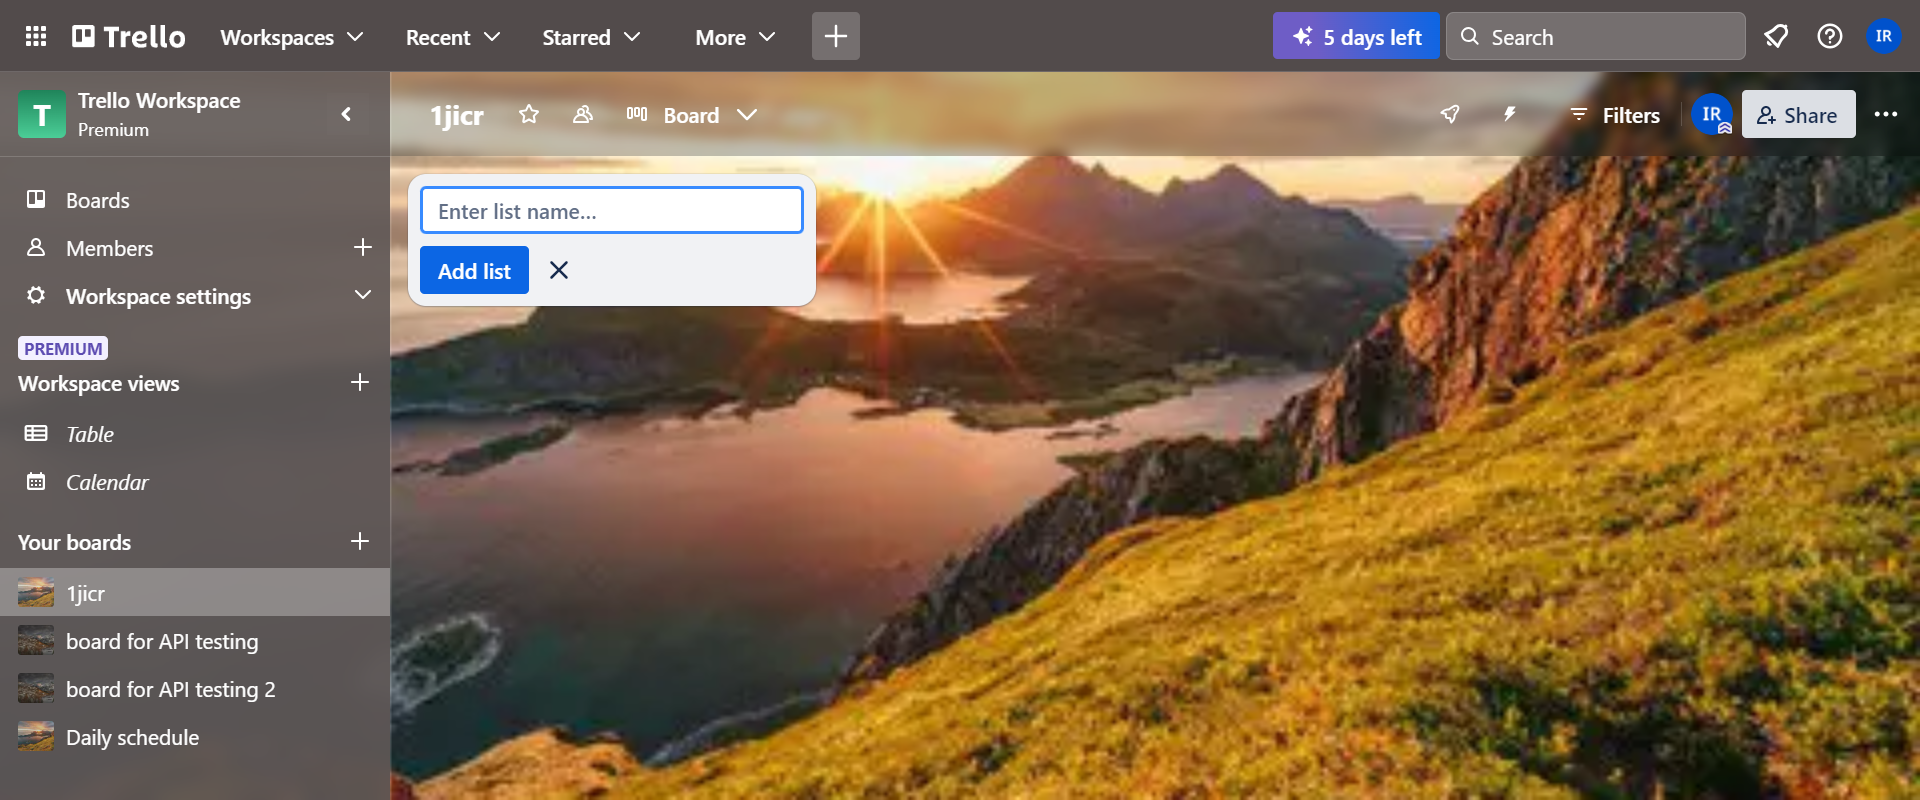 Trello
Workspaces
Recent
Starred
More
5 days left
Search
IR
T
Trello Workspace
Premium
1jicr
Board
Filters
IR
Share
Boards
Members
Workspace settings
PREMIUM
Workspace views
Table
Calendar
Your boards
1jicr
board for API testing
board for API testing 2
Daily schedule
Enter list name…
Add list